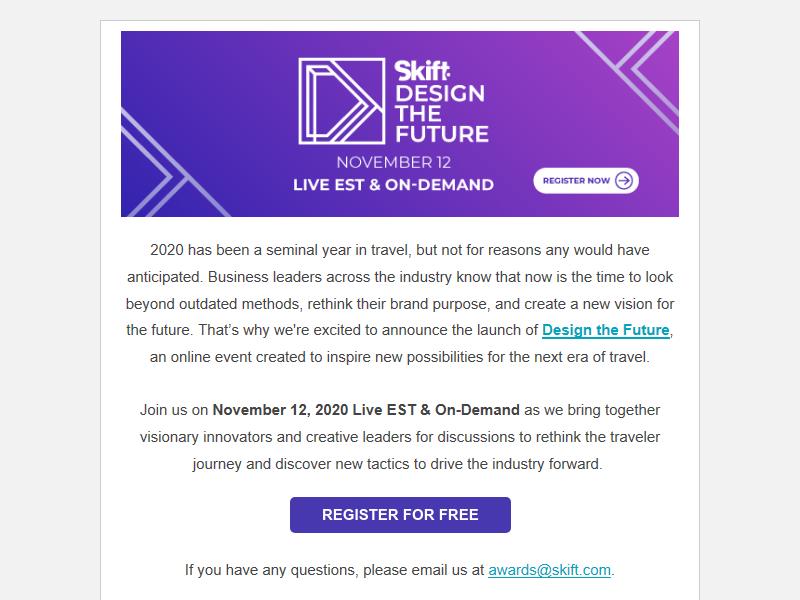 Skift:
DESIGN
THE
FUTURE
NOVEMBER 12
LIVE EST & ON-DEMAND
REGISTER NOW
2020 has been a seminal year in travel, but not for reasons any would have
anticipated. Business leaders across the industry know that now is the time to look
beyond outdated methods, rethink their brand purpose, and create a new vision for
the future. That’s why we're excited to announce the launch of Design the Future,
an online event created to inspire new possibilities for the next era of travel.
Join us on November 12, 2020 Live EST & On-Demand as we bring together
visionary innovators and creative leaders for discussions to rethink the traveler
journey and discover new tactics to drive the industry forward.
REGISTER FOR FREE
If you have any questions, please email us at awards@skift.com.